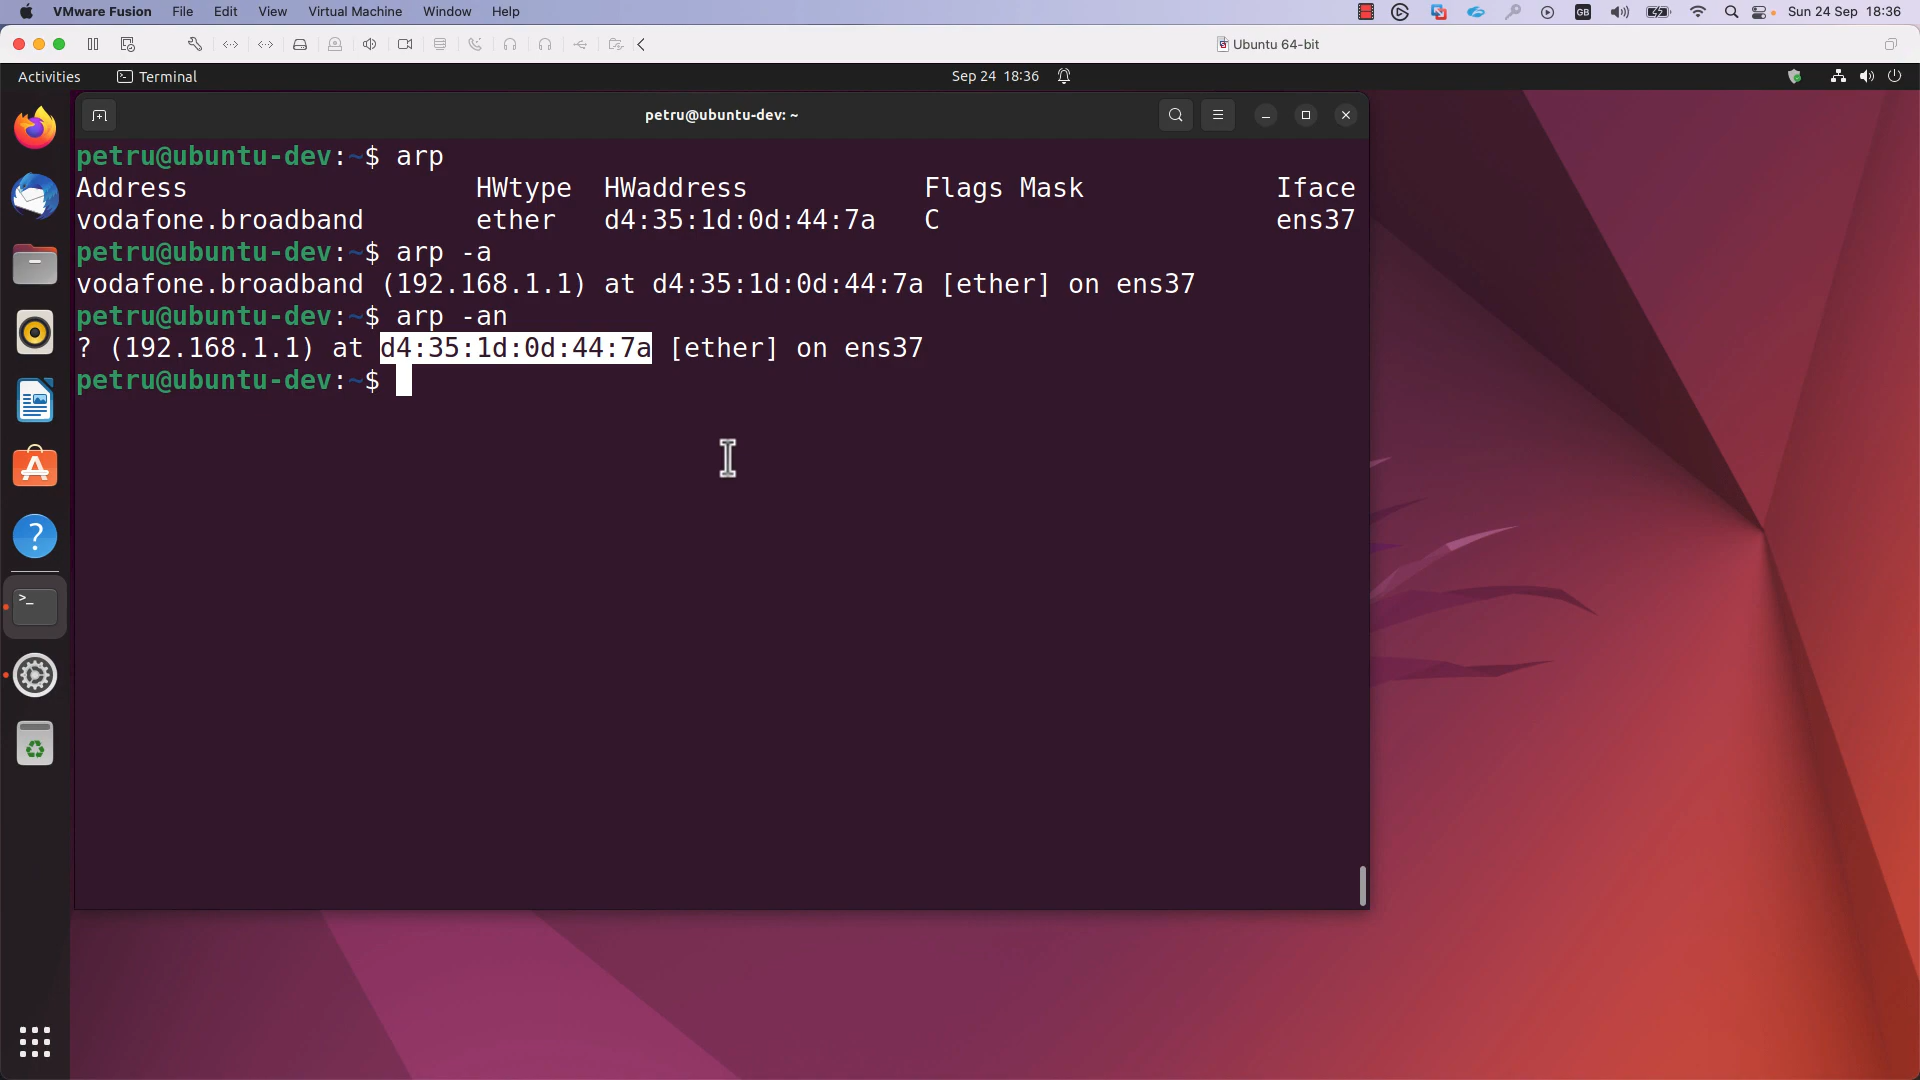 VMware Fusion File Edit View Virtual Machine Window Help GB Sun 24 Sep 18:36
Ubuntu 64-bit
Activities Terminal Sep 24 18:36
petru@ubuntu-dev: ~
petru@ubuntu-dev:~$ arp
Address HWtype HWaddress Flags Mask Iface
vodafone.broadband ether d4:35:1d:0d:44:7a C ens37
petru@ubuntu-dev:~$ arp -a
vodafone.broadband (192.168.1.1) at d4:35:1d:0d:44:7a [ether] on ens37
petru@ubuntu-dev:~$ arp -an
? (192.168.1.1) at d4:35:1d:0d:44:7a [ether] on ens37
petru@ubuntu-dev:~$